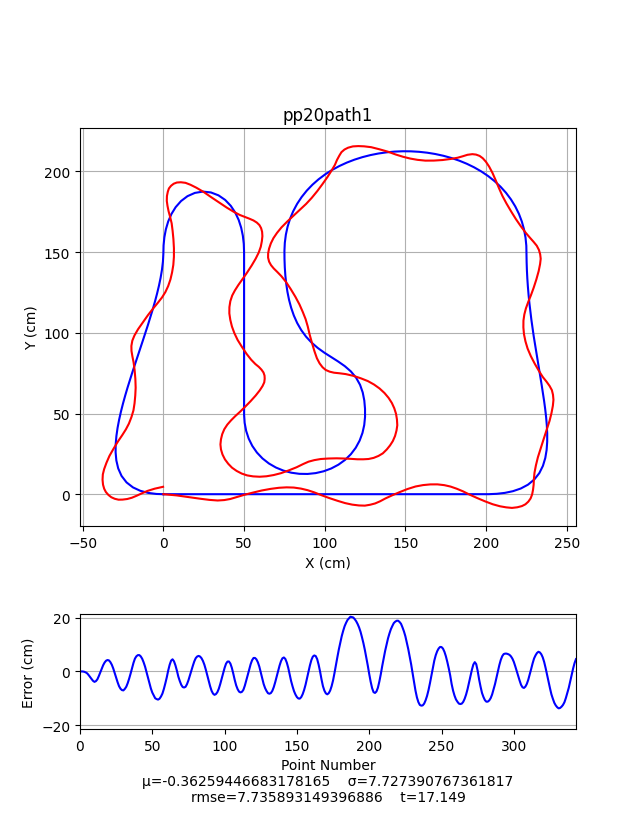 pp20path1
200
150
100
50
0
Y (cm)
−50 0 50 100 150 200 250
X (cm)
20
0
−20
Error (cm)
0 50 100 150 200 250 300
Point Number
μ=-0.36259446683178165 σ=7.727390767361817
rmse=7.735893149396886 t=17.149